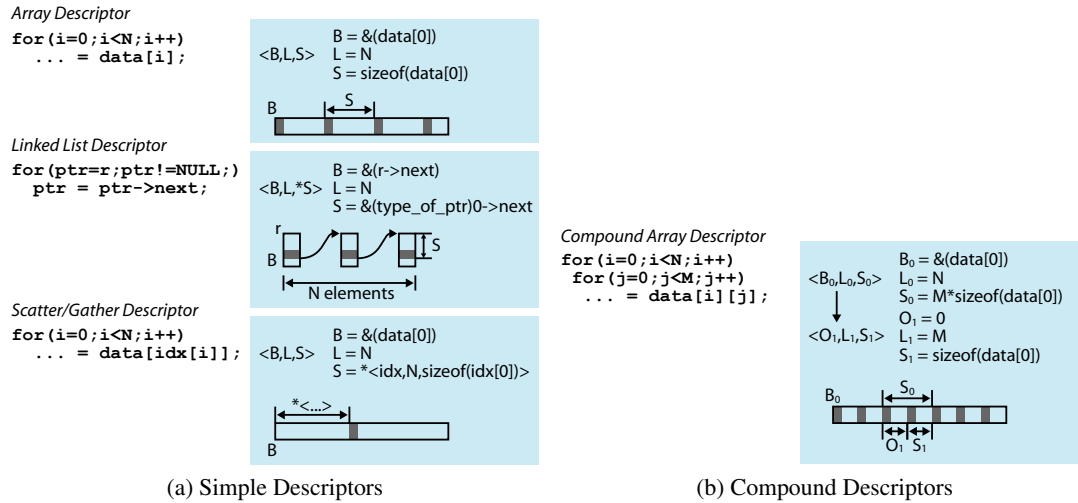 Array Descriptor
for(i=0;i<N;i++)
... = data[i];
<B,L,S>
B = &(data[0])
L = N
S = sizeof(data[0])
S
B
Linked List Descriptor
for(ptr=r;ptr!=NULL;)
ptr = ptr->next;
<B,L,*S>
B = &(r->next)
L = N
S = &(type_of_ptr)0->next
r
B
S
N elements
Scatter/Gather Descriptor
for(i=0;i<N;i++)
... = data[idx[i]];
<B,L,S>
B = &(data[0])
L = N
S = *<idx,N,sizeof(idx[0])>
*<...>
B
(a) Simple Descriptors
Compound Array Descriptor
for(i=0;i<N;i++)
for(j=0;j<M;j++)
... = data[i][j];
<B₀,L₀,S₀>
B₀ = &(data[0])
L₀ = N
S₀ = M*sizeof(data[0])
<O₁,L₁,S₁>
O₁ = 0
L₁ = M
S₁ = sizeof(data[0])
B₀
S₀
O₁ S₁
(b) Compound Descriptors